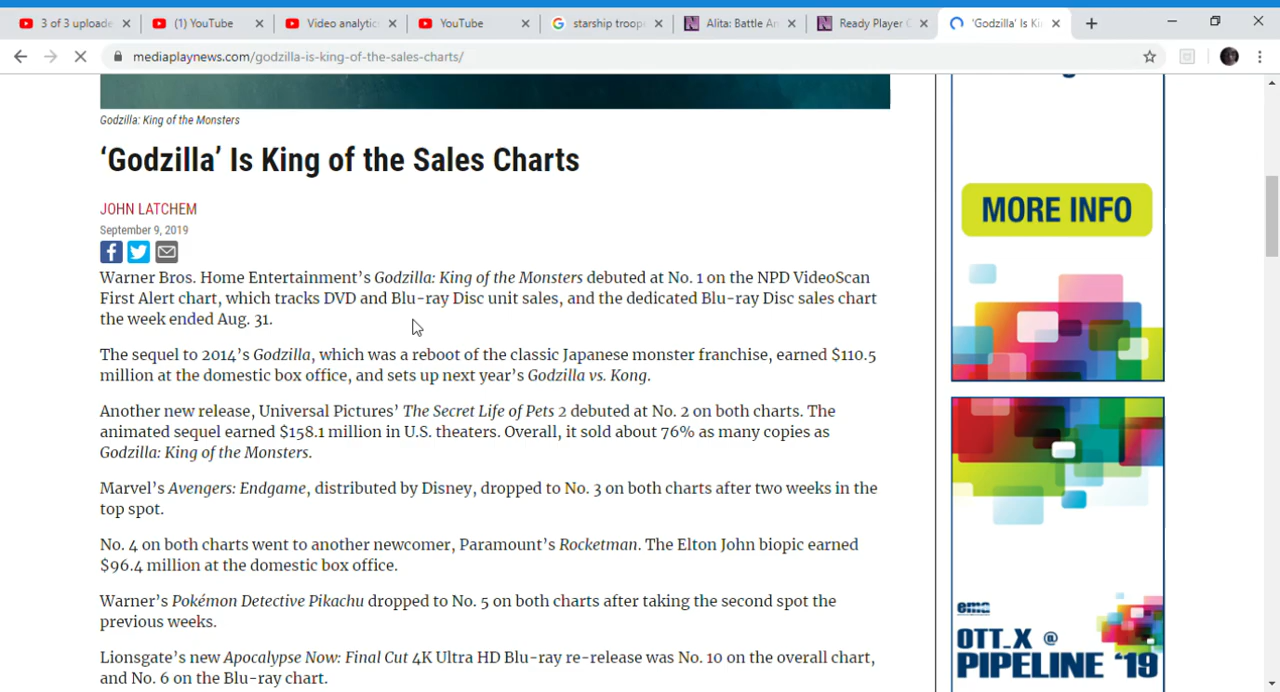 3 of 3 uploade
(1) YouTube
Video analytic
YouTube
starship troop
Alita: Battle An
Ready Player
'Godzilla' Is Ki
mediaplaynews.com/godzilla-is-king-of-the-sales-charts/
Godzilla: King of the Monsters
‘Godzilla’ Is King of the Sales Charts
JOHN LATCHEM
September 9, 2019
Warner Bros. Home Entertainment’s Godzilla: King of the Monsters debuted at No. 1 on the NPD VideoScan
First Alert chart, which tracks DVD and Blu-ray Disc unit sales, and the dedicated Blu-ray Disc sales chart
the week ended Aug. 31.
The sequel to 2014’s Godzilla, which was a reboot of the classic Japanese monster franchise, earned $110.5
million at the domestic box office, and sets up next year’s Godzilla vs. Kong.
Another new release, Universal Pictures’ The Secret Life of Pets 2 debuted at No. 2 on both charts. The
animated sequel earned $158.1 million in U.S. theaters. Overall, it sold about 76% as many copies as
Godzilla: King of the Monsters.
Marvel’s Avengers: Endgame, distributed by Disney, dropped to No. 3 on both charts after two weeks in the
top spot.
No. 4 on both charts went to another newcomer, Paramount’s Rocketman. The Elton John biopic earned
$96.4 million at the domestic box office.
Warner’s Pokémon Detective Pikachu dropped to No. 5 on both charts after taking the second spot the
previous weeks.
Lionsgate’s new Apocalypse Now: Final Cut 4K Ultra HD Blu-ray re-release was No. 10 on the overall chart,
and No. 6 on the Blu-ray chart.
MORE INFO
ema
OTT_X @
PIPELINE ‘19